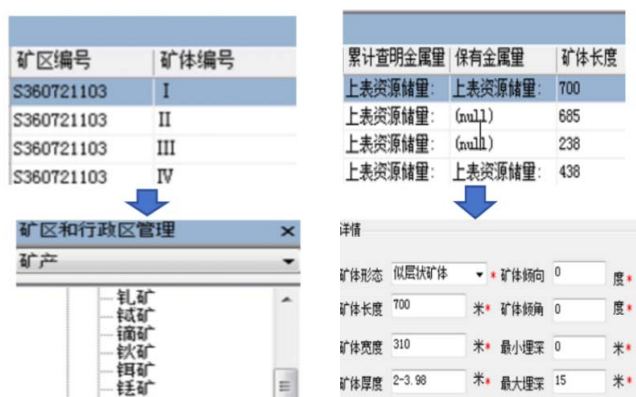 矿区编号 矿体编号
S360721103 I
S360721103 II
S360721103 III
S360721103 IV
累计查明金属量 保有金属量 矿体长度
上表资源储量: 上表资源储量: 700
上表资源储量: (null) 685
上表资源储量: (null) 238
上表资源储量: 上表资源储量: 438
矿区和行政区管理
矿产
钆矿
铽矿
镝矿
钬矿
铒矿
铥矿
详情
矿体形态 似层状矿体 * 矿体倾向 0 度*
矿体长度 700 米* 矿体倾角 0 度*
矿体宽度 310 米* 最小埋深 0 米*
矿体厚度 2-3.98 米* 最大埋深 15 米*